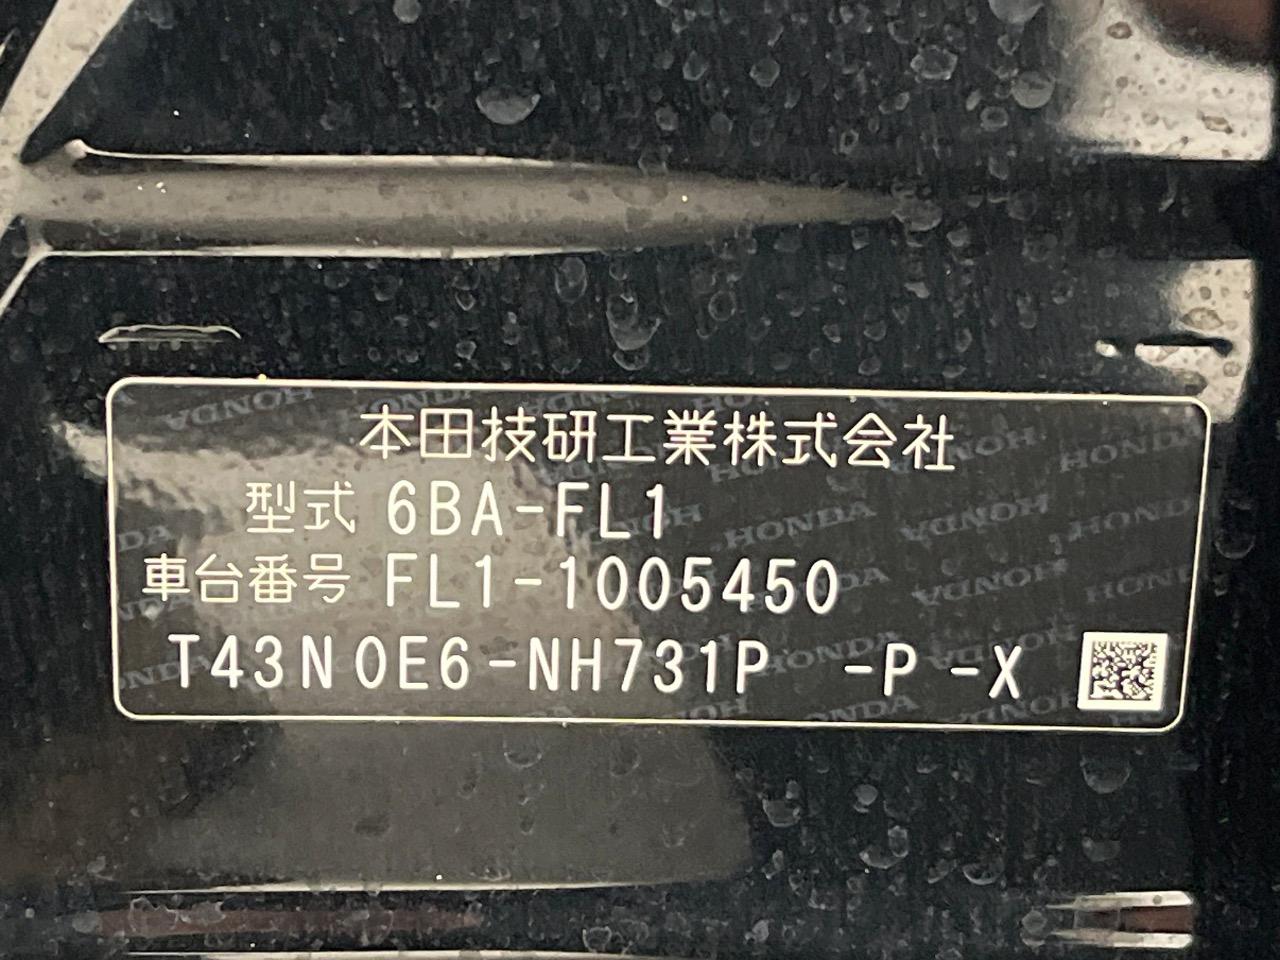 本田技研工業株式会社
型式 6BA-FL1
車台番号 FL1-1005450
T43N0E6-NH731P -P -X